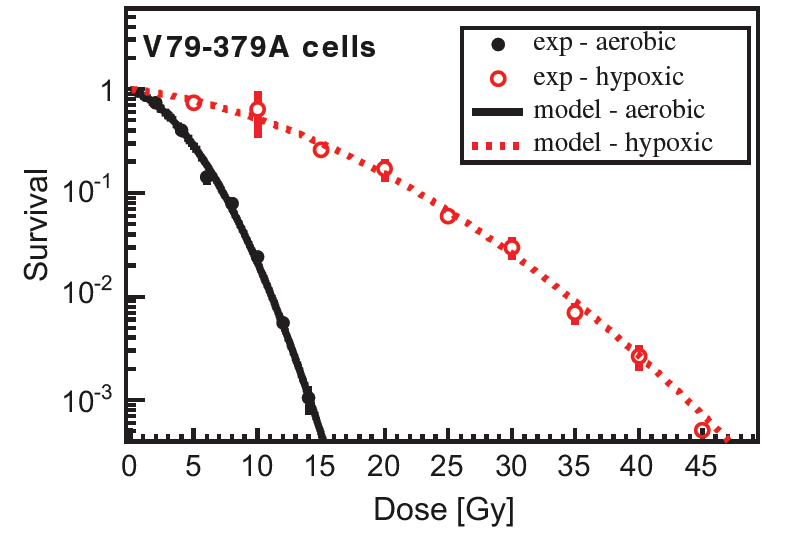 V79-379A cells
exp - aerobic
exp - hypoxic
model - aerobic
model - hypoxic
Survival
1
10-1
10-2
10-3
0 5 10 15 20 25 30 35 40 45
Dose [Gy]